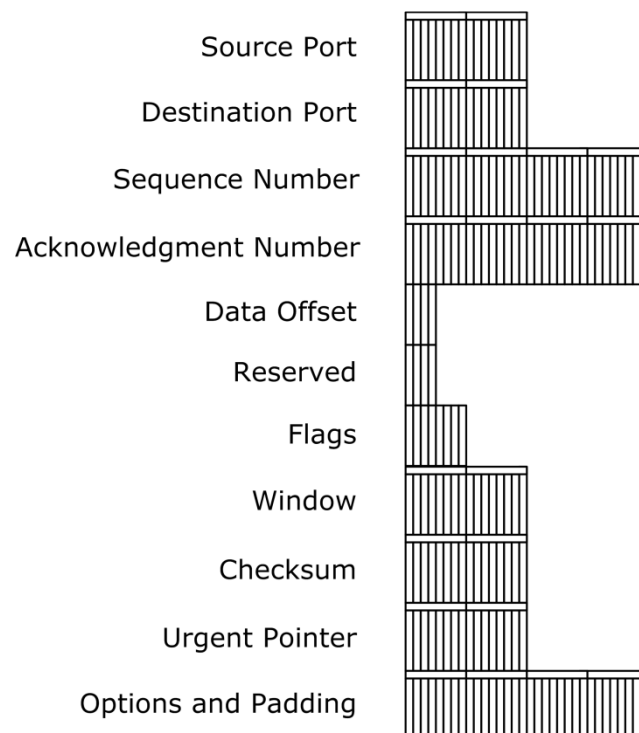 Source Port
Destination Port
Sequence Number
Acknowledgment Number
Data Offset
Reserved
Flags
Window
Checksum
Urgent Pointer
Options and Padding